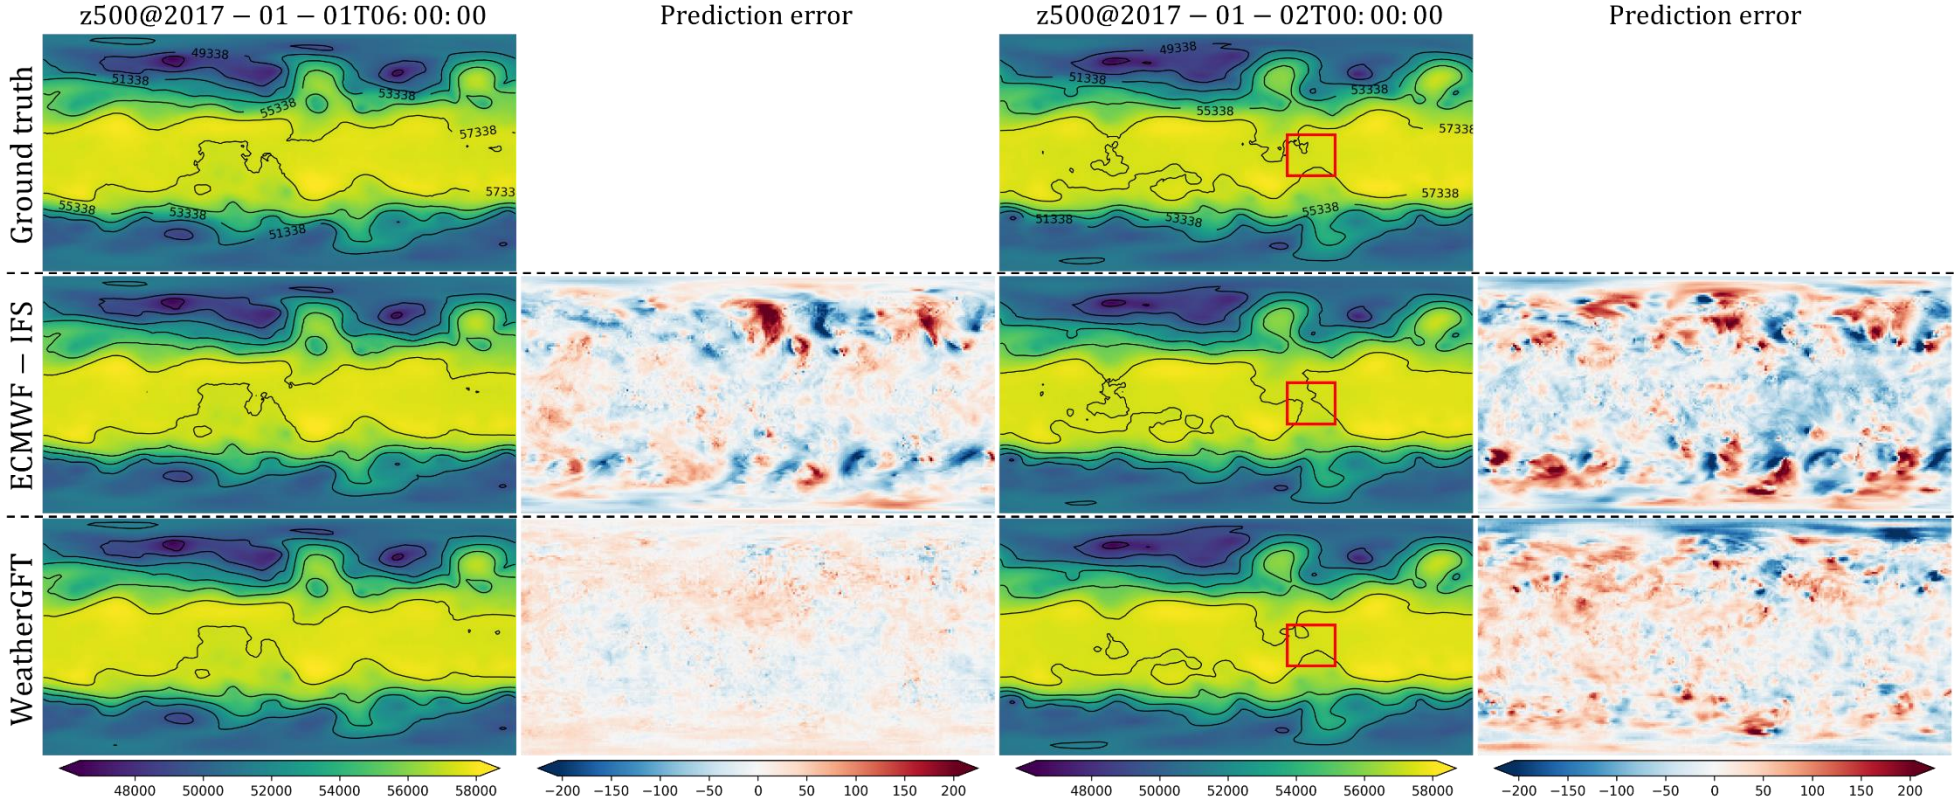 z500@2017 − 01 − 01T06: 00: 00
Prediction error
z500@2017 − 01 − 02T00: 00: 00
Prediction error
Ground truth
49338
51338
55338
53338
57338
5733
55338
53338
51338
49338
51338
53338
55338
57338
57338
55338
51338
53338
ECMWF − IFS
WeatherGFT
48000 50000 52000 54000 56000 58000
−200 −150 −100 −50 0 50 100 150 200
48000 50000 52000 54000 56000 58000
−200 −150 −100 −50 0 50 100 150 200